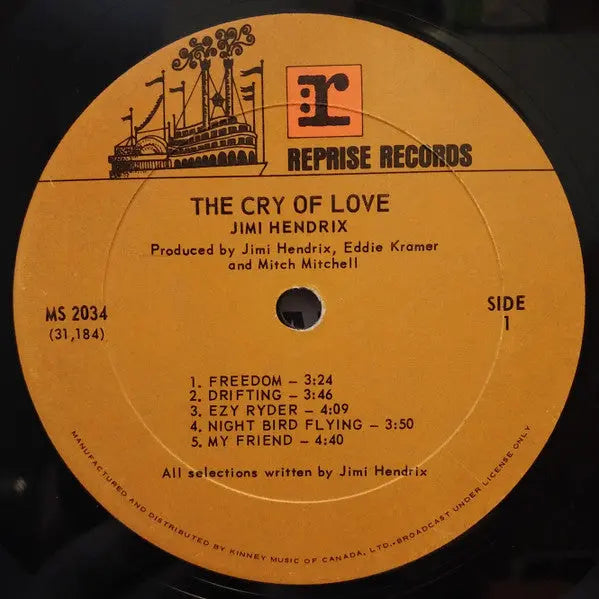 r
REPRISE RECORDS
THE CRY OF LOVE
JIMI HENDRIX
Produced by Jimi Hendrix, Eddie Kramer
and Mitch Mitchell
MS 2034
(31,184)
SIDE
1
1. FREEDOM – 3:24
2. DRIFTING – 3:46
3. EZY RYDER – 4:09
4. NIGHT BIRD FLYING – 3:50
5. MY FRIEND – 4:40
All selections written by Jimi Hendrix
MANUFACTURED AND DISTRIBUTED BY KINNEY MUSIC OF CANADA, LTD.•BROADCAST UNDER LICENSE ONLY.